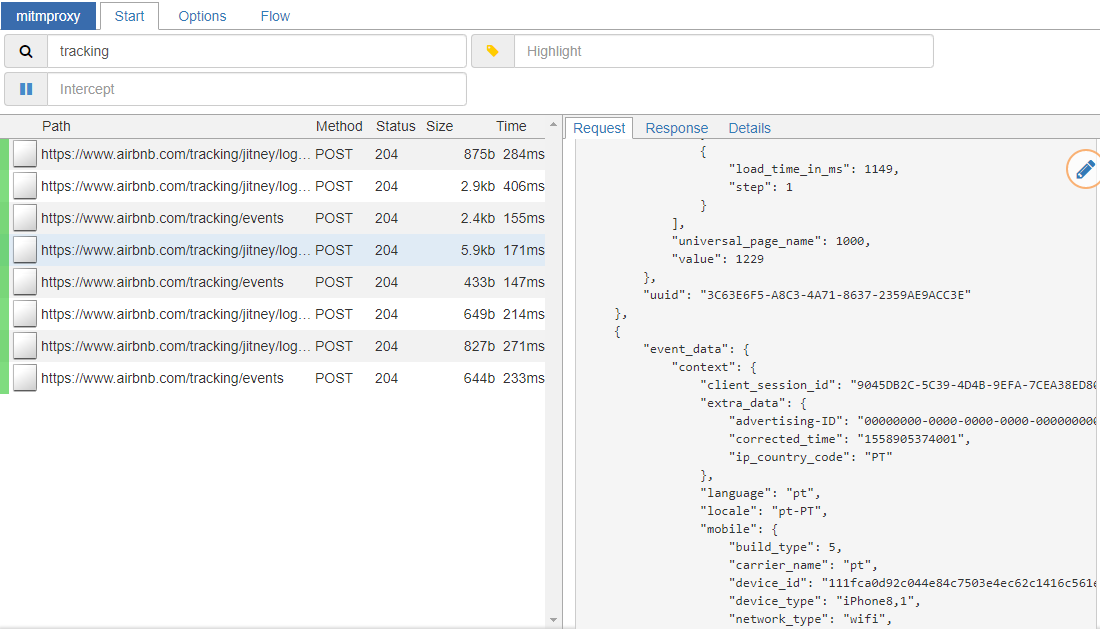 mitmproxy Start Options Flow
tracking Highlight
Intercept
Path Method Status Size Time
https://www.airbnb.com/tracking/jitney/log… POST 204 875b 284ms
https://www.airbnb.com/tracking/jitney/log… POST 204 2.9kb 406ms
https://www.airbnb.com/tracking/events POST 204 2.4kb 155ms
https://www.airbnb.com/tracking/jitney/log… POST 204 5.9kb 171ms
https://www.airbnb.com/tracking/events POST 204 433b 147ms
https://www.airbnb.com/tracking/jitney/log… POST 204 649b 214ms
https://www.airbnb.com/tracking/jitney/log… POST 204 827b 271ms
https://www.airbnb.com/tracking/events POST 204 644b 233ms
Request Response Details
{
"load_time_in_ms": 1149,
"step": 1
}
],
"universal_page_name": 1000,
"value": 1229
},
"uuid": "3C63E6F5-A8C3-4A71-8637-2359AE9ACC3E"
},
{
"event_data": {
"context": {
"client_session_id": "9045DB2C-5C39-4D4B-9EFA-7CEA38ED80
"extra_data": {
"advertising-ID": "00000000-0000-0000-0000-000000000
"corrected_time": "1558905374001",
"ip_country_code": "PT"
},
"language": "pt",
"locale": "pt-PT",
"mobile": {
"build_type": 5,
"carrier_name": "pt",
"device_id": "111fca0d92c044e84c7503e4ec62c1416c561e
"device_type": "iPhone8,1",
"network_type": "wifi",